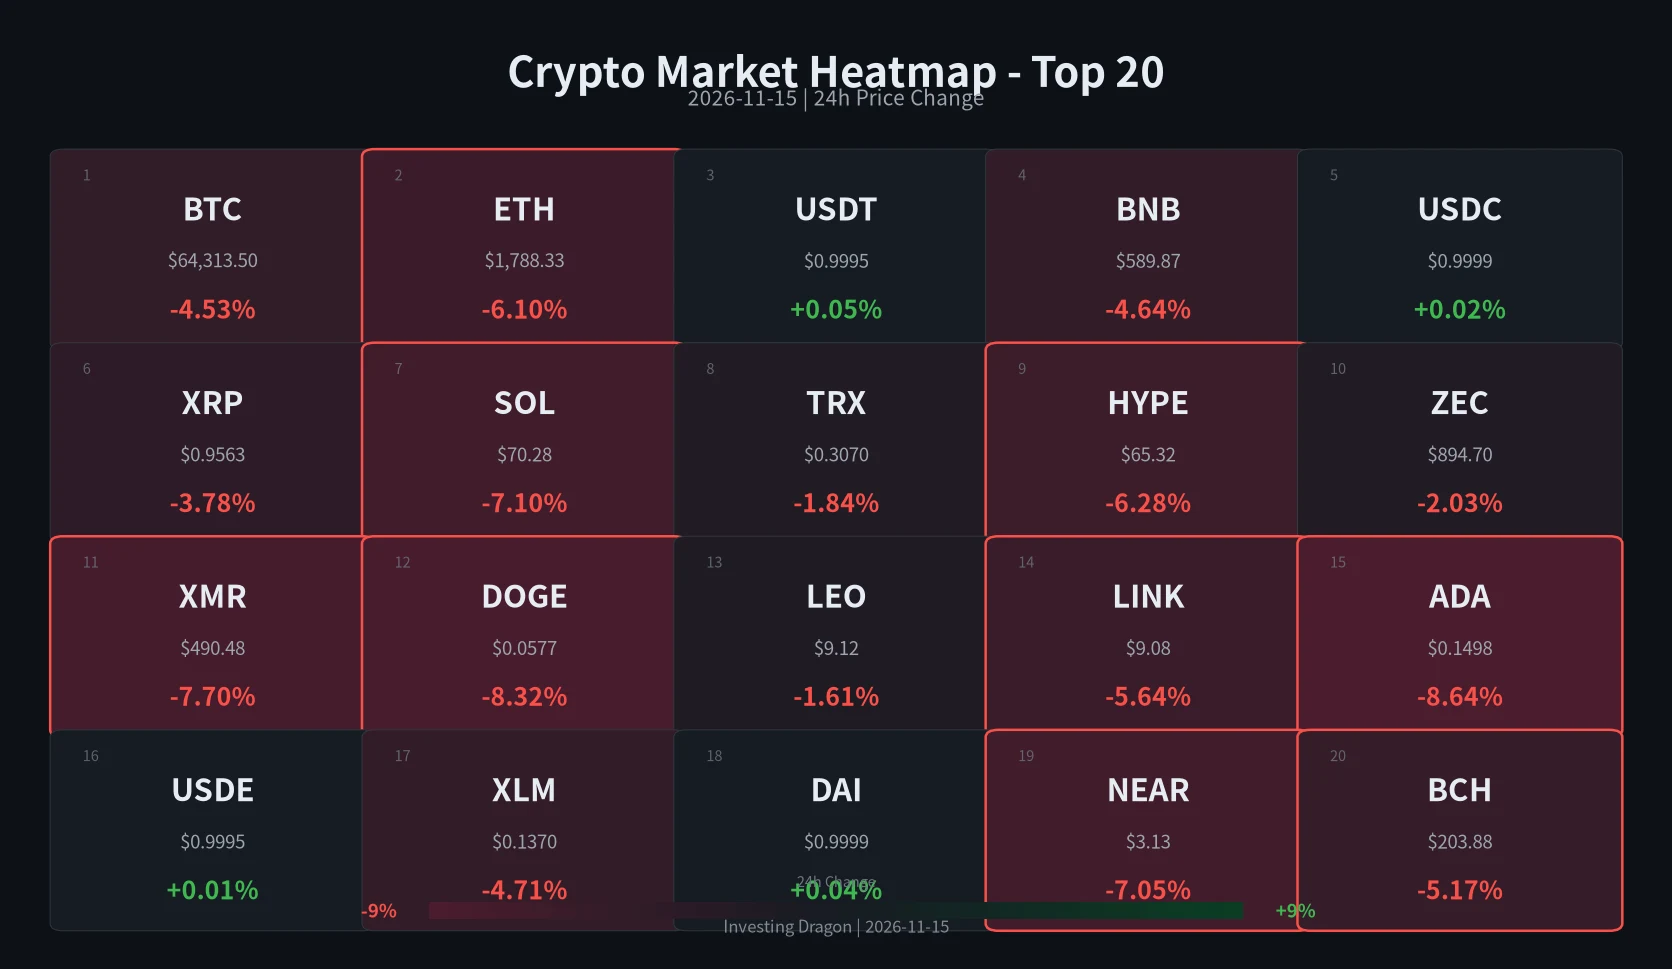 Crypto Market Heatmap - Top 20
2026-11-15 | 24h Price Change
1
BTC
$64,313.50
-4.53%
2
ETH
$1,788.33
-6.10%
3
USDT
$0.9995
+0.05%
4
BNB
$589.87
-4.64%
5
USDC
$0.9999
+0.02%
6
XRP
$0.9563
-3.78%
7
SOL
$70.28
-7.10%
8
TRX
$0.3070
-1.84%
9
HYPE
$65.32
-6.28%
10
ZEC
$894.70
-2.03%
11
XMR
$490.48
-7.70%
12
DOGE
$0.0577
-8.32%
13
LEO
$9.12
-1.61%
14
LINK
$9.08
-5.64%
15
ADA
$0.1498
-8.64%
16
USDE
$0.9995
+0.01%
17
XLM
$0.1370
-4.71%
18
DAI
$0.9999
+0.04%
19
NEAR
$3.13
-7.05%
20
BCH
$203.88
-5.17%
24h Change
-9%
+9%
Investing Dragon | 2026-11-15